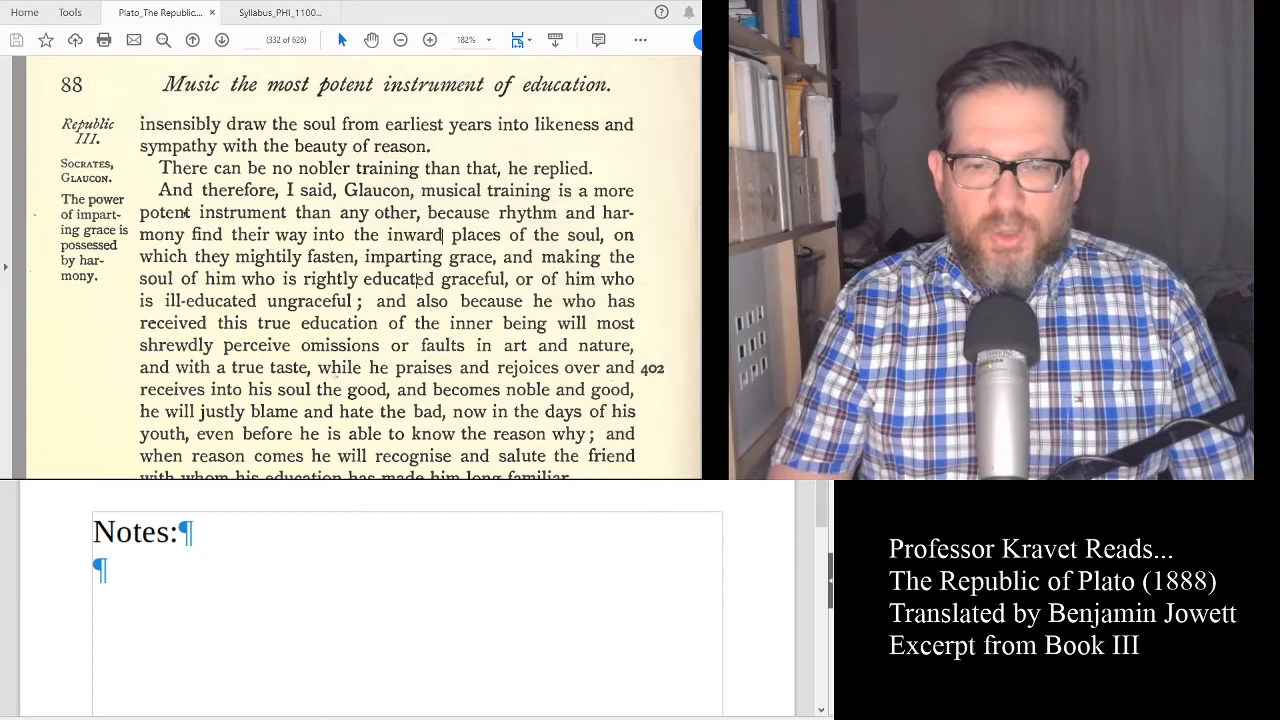 Home Tools Plato_The Republic.... × Syllabus_PHI_1100...
(332 of 628) 182%
88 Music the most potent instrument of education.
Republic
III.
SOCRATES,
GLAUCON.
The power
of impart-
ing grace is
possessed
by har-
mony.
insensibly draw the soul from earliest years into likeness and
sympathy with the beauty of reason.
There can be no nobler training than that, he replied.
And therefore, I said, Glaucon, musical training is a more
potent instrument than any other, because rhythm and har-
mony find their way into the inward places of the soul, on
which they mightily fasten, imparting grace, and making the
soul of him who is rightly educated graceful, or of him who
is ill-educated ungraceful ; and also because he who has
received this true education of the inner being will most
shrewdly perceive omissions or faults in art and nature,
and with a true taste, while he praises and rejoices over and 402
receives into his soul the good, and becomes noble and good,
he will justly blame and hate the bad, now in the days of his
youth, even before he is able to know the reason why ; and
when reason comes he will recognise and salute the friend
with whom his education has made him long familiar.
Notes:¶
¶
Professor Kravet Reads...
The Republic of Plato (1888)
Translated by Benjamin Jowett
Excerpt from Book III